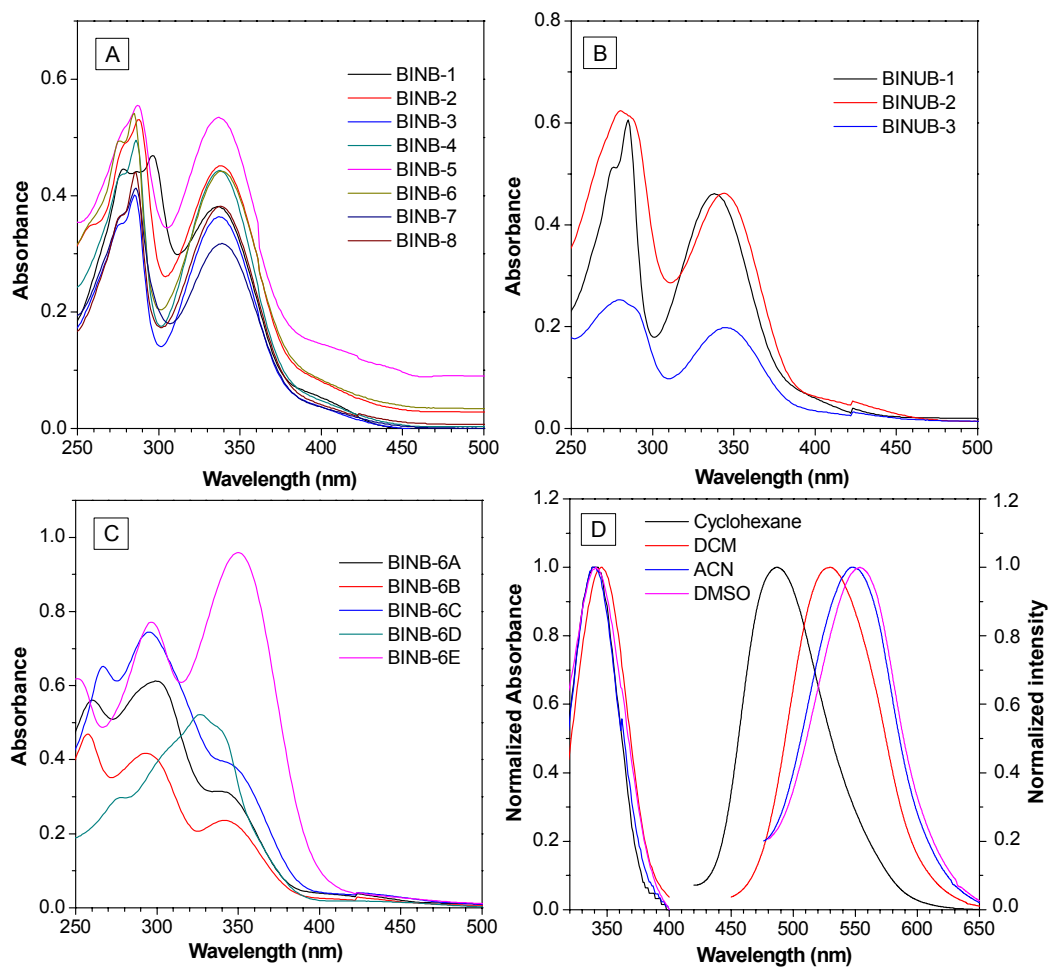 A
BINB-1
BINB-2
BINB-3
BINB-4
BINB-5
BINB-6
BINB-7
BINB-8
Absorbance
0.6
0.4
0.2
0.0
250 300 350 400 450 500
Wavelength (nm)
B
BINUB-1
BINUB-2
BINUB-3
Absorbance
0.8
0.6
0.4
0.2
0.0
250 300 350 400 450 500
Wavelength (nm)
C
BINB-6A
BINB-6B
BINB-6C
BINB-6D
BINB-6E
Absorbance
1.0
0.8
0.6
0.4
0.2
0.0
250 300 350 400 450 500
Wavelength (nm)
D
Cyclohexane
DCM
ACN
DMSO
Normalized Absorbance
1.2
1.0
0.8
0.6
0.4
0.2
0.0
350 400 450 500 550 600 650
Wavelength (nm)
1.2
1.0
0.8
0.6
0.4
0.2
0.0
Normalized intensity